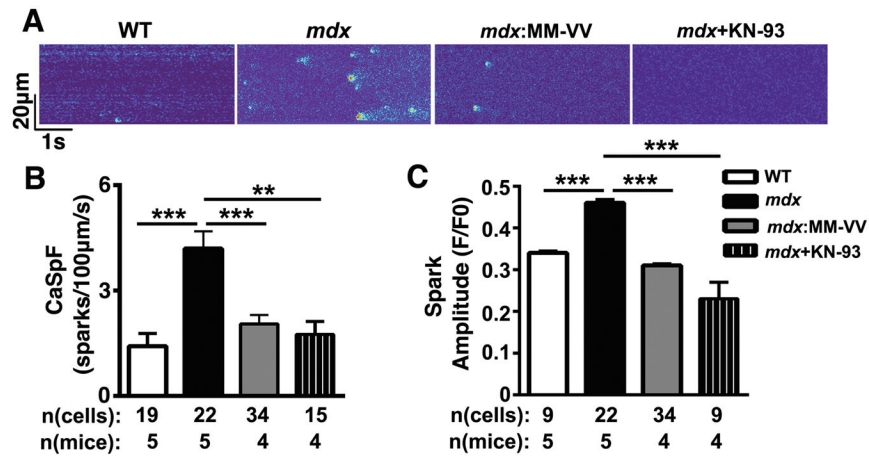 A
WT
mdx
mdx:MM-VV
mdx+KN-93
20µm
1s
B
CaSpF
(sparks/100µm/s)
6
3
0
***
***
**
n(cells): 19 22 34 15
n(mice): 5 5 4 4
C
Spark
Amplitude (F/F0)
0.5
0.4
0.3
0.2
0.1
0
***
***
***
WT
mdx
mdx:MM-VV
mdx+KN-93
n(cells): 9 22 34 9
n(mice): 5 5 4 4